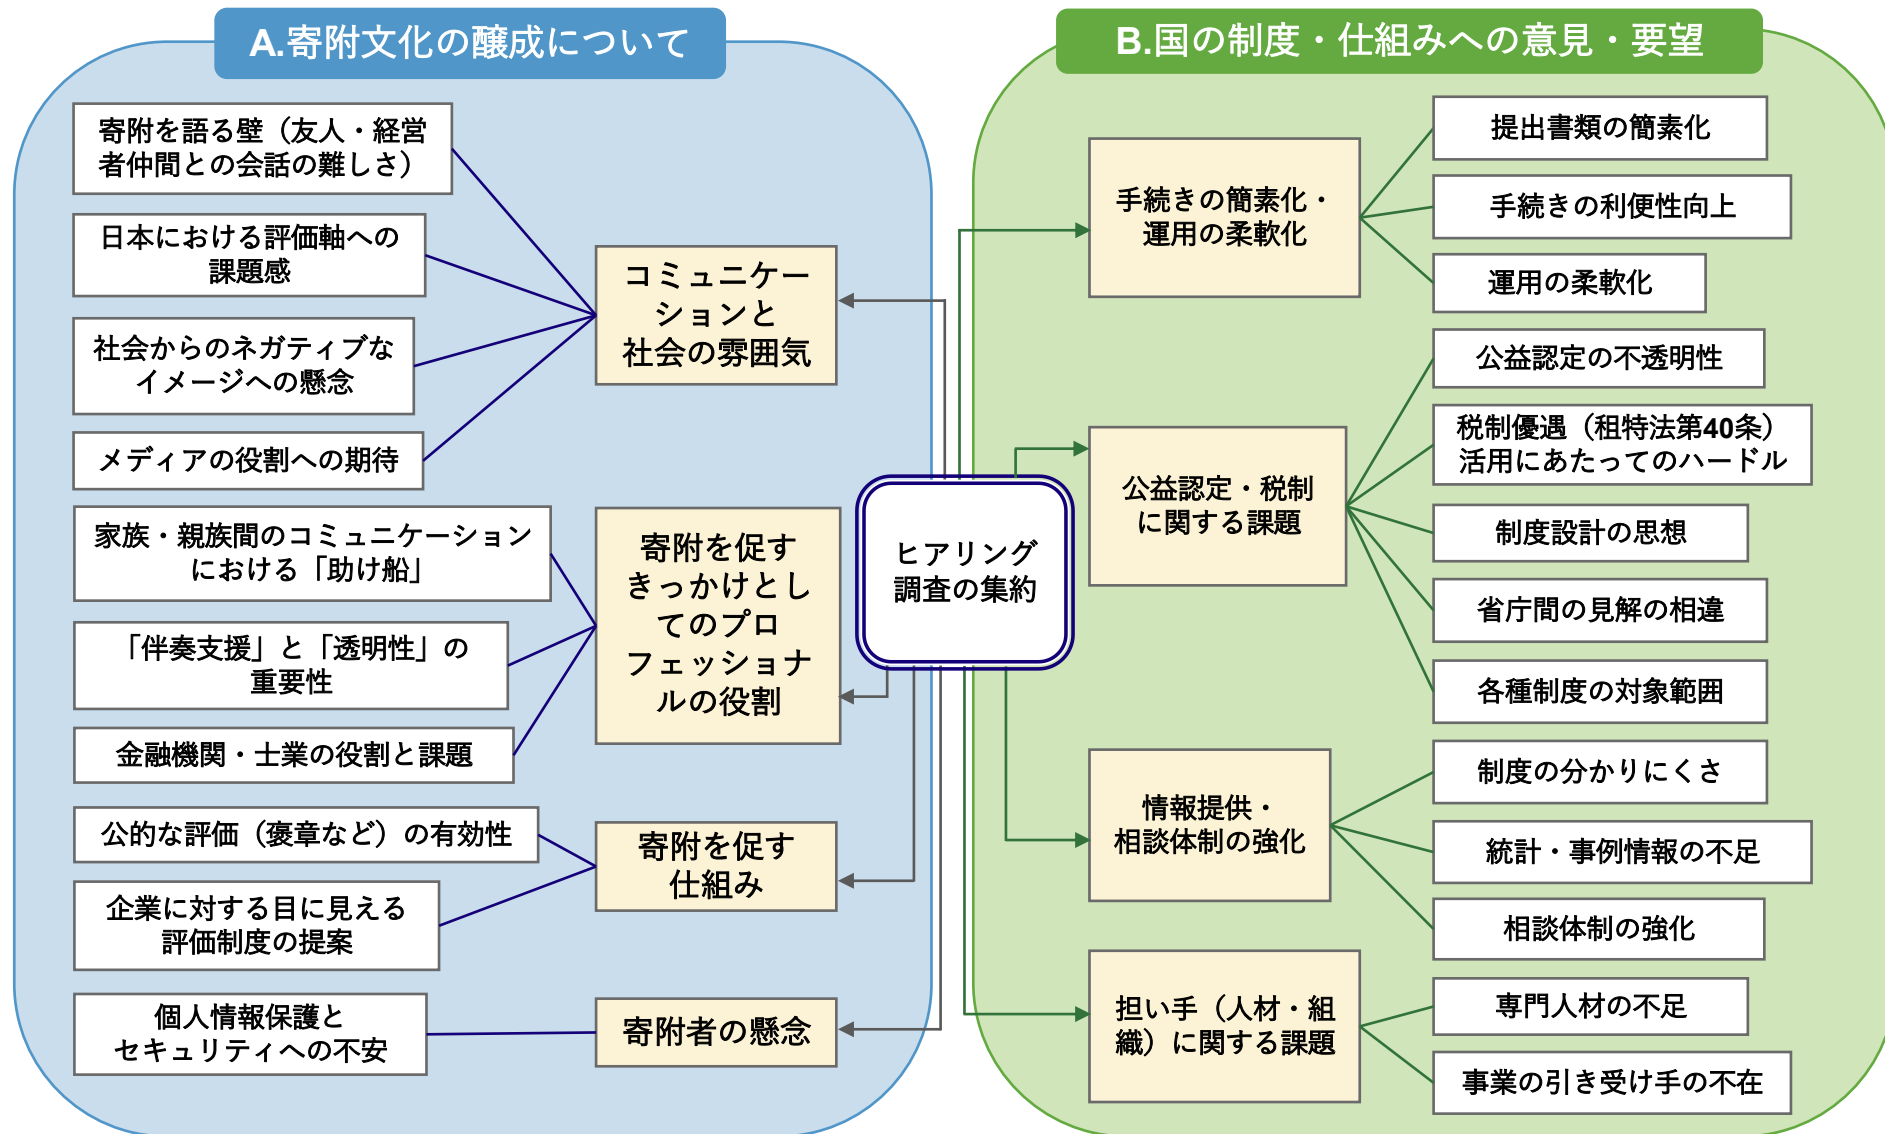 A.寄附文化の醸成について
寄附を語る壁（友人・経営
者仲間との会話の難しさ）
日本における評価軸への
課題感
社会からのネガティブな
イメージへの懸念
メディアの役割への期待
コミュニケー
ションと
社会の雰囲気
家族・親族間のコミュニケーション
における「助け船」
「伴奏支援」と「透明性」の
重要性
金融機関・士業の役割と課題
寄附を促す
きっかけとし
てのプロ
フェッショナ
ルの役割
公的な評価（褒章など）の有効性
企業に対する目に見える
評価制度の提案
寄附を促す
仕組み
個人情報保護と
セキュリティへの不安
寄附者の懸念
ヒアリング
調査の集約
B.国の制度・仕組みへの意見・要望
手続きの簡素化・
運用の柔軟化
提出書類の簡素化
手続きの利便性向上
運用の柔軟化
公益認定・税制
に関する課題
公益認定の不透明性
税制優遇（租特法第40条）
活用にあたってのハードル
制度設計の思想
省庁間の見解の相違
各種制度の対象範囲
情報提供・
相談体制の強化
制度の分かりにくさ
統計・事例情報の不足
相談体制の強化
担い手（人材・組
織）に関する課題
専門人材の不足
事業の引き受け手の不在